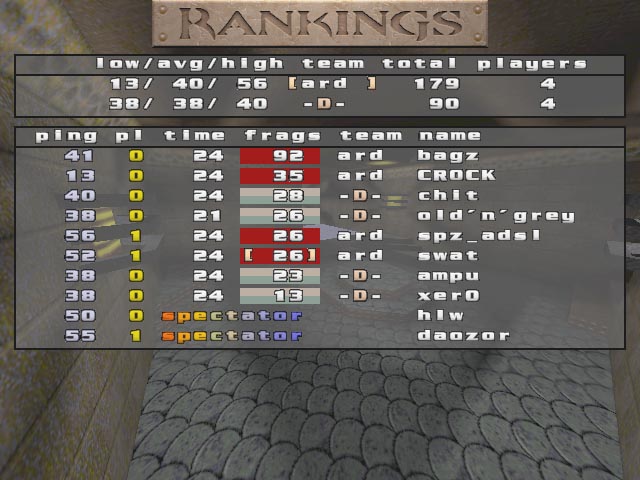 RANKINGS
low/avg/high team total players
13/ 40/ 56 [ard ] 179 4
38/ 38/ 40 -D- 90 4
ping pl time frags team name
41 0 24 92 ard bagz
13 0 24 35 ard CROCK
40 0 24 28 -D- chit
38 0 21 26 -D- old´n´grey
56 1 24 26 ard spz_adsl
52 1 24 [ 26] ard swat
38 0 24 23 -D- ampu
38 0 24 13 -D- xer0
50 0 spectator hlw
55 1 spectator daozor